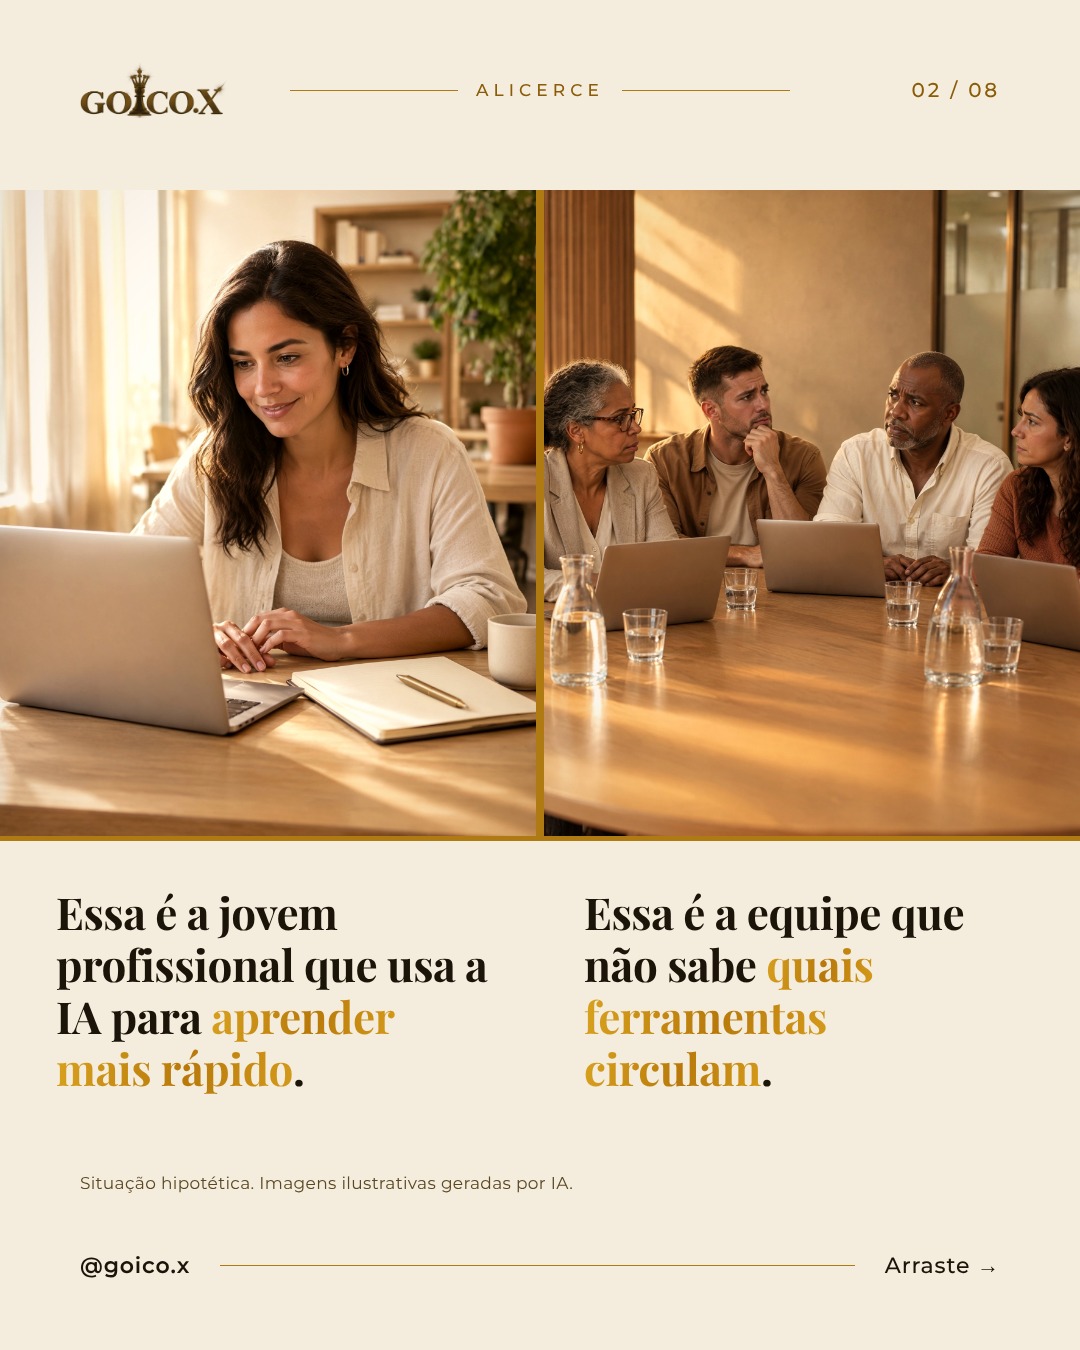 GOICO.X
ALICERCE
02 / 08
Essa é a jovem
profissional que usa a
IA para aprender
mais rápido.
Essa é a equipe que
não sabe quais
ferramentas
circulam.
Situação hipotética. Imagens ilustrativas geradas por IA.
@goico.x
Arraste →